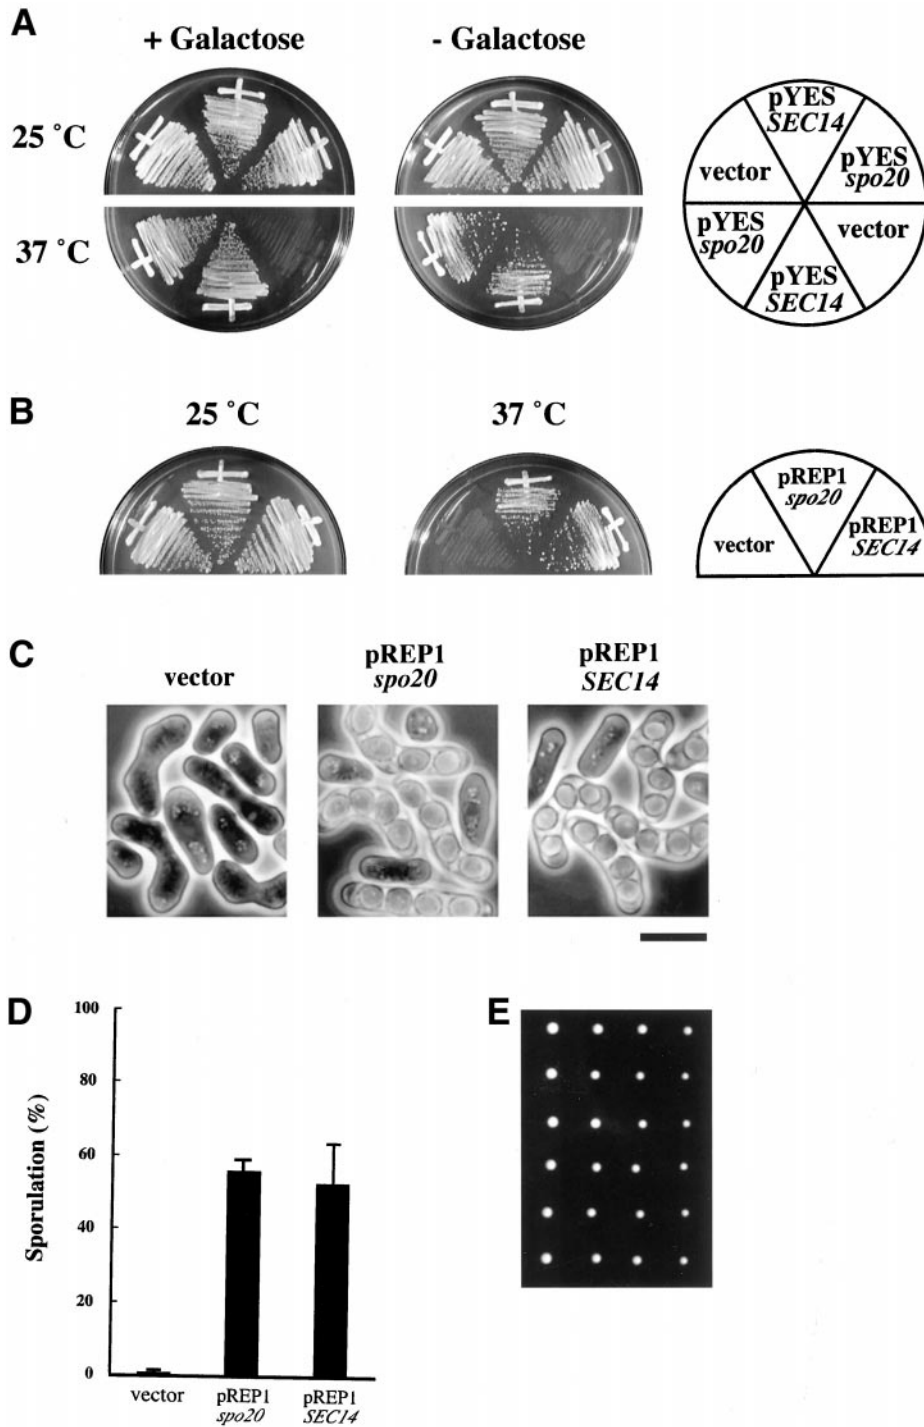 A
+ Galactose
- Galactose
25 °C
37 °C
pYES
SEC14
vector
pYES
spo20
pYES
spo20
vector
pYES
SEC14
B
25 °C
37 °C
pREP1
spo20
vector
pREP1
SEC14
C
vector
pREP1
spo20
pREP1
SEC14
D
E
100
80
60
40
20
0
Sporulation (%)
vector
pREP1
spo20
pREP1
SEC14